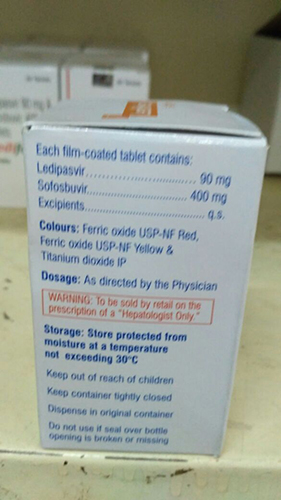 Each film-coated tablet contains:
Ledipasvir............................ 90 mg
Sofosbuvir............................ 400 mg
Excipients............................ q.s.
Colours: Ferric oxide USP-NF Red,
Ferric oxide USP-NF Yellow &
Titanium dioxide IP
Dosage: As directed by the Physician
WARNING: To be sold by retail on the
prescription of a "Hepatologist Only."
Storage: Store protected from
moisture at a temperature
not exceeding 30°C
Keep out of reach of children
Keep container tightly closed
Dispense in original container
Do not use if seal over bottle
opening is broken or missing